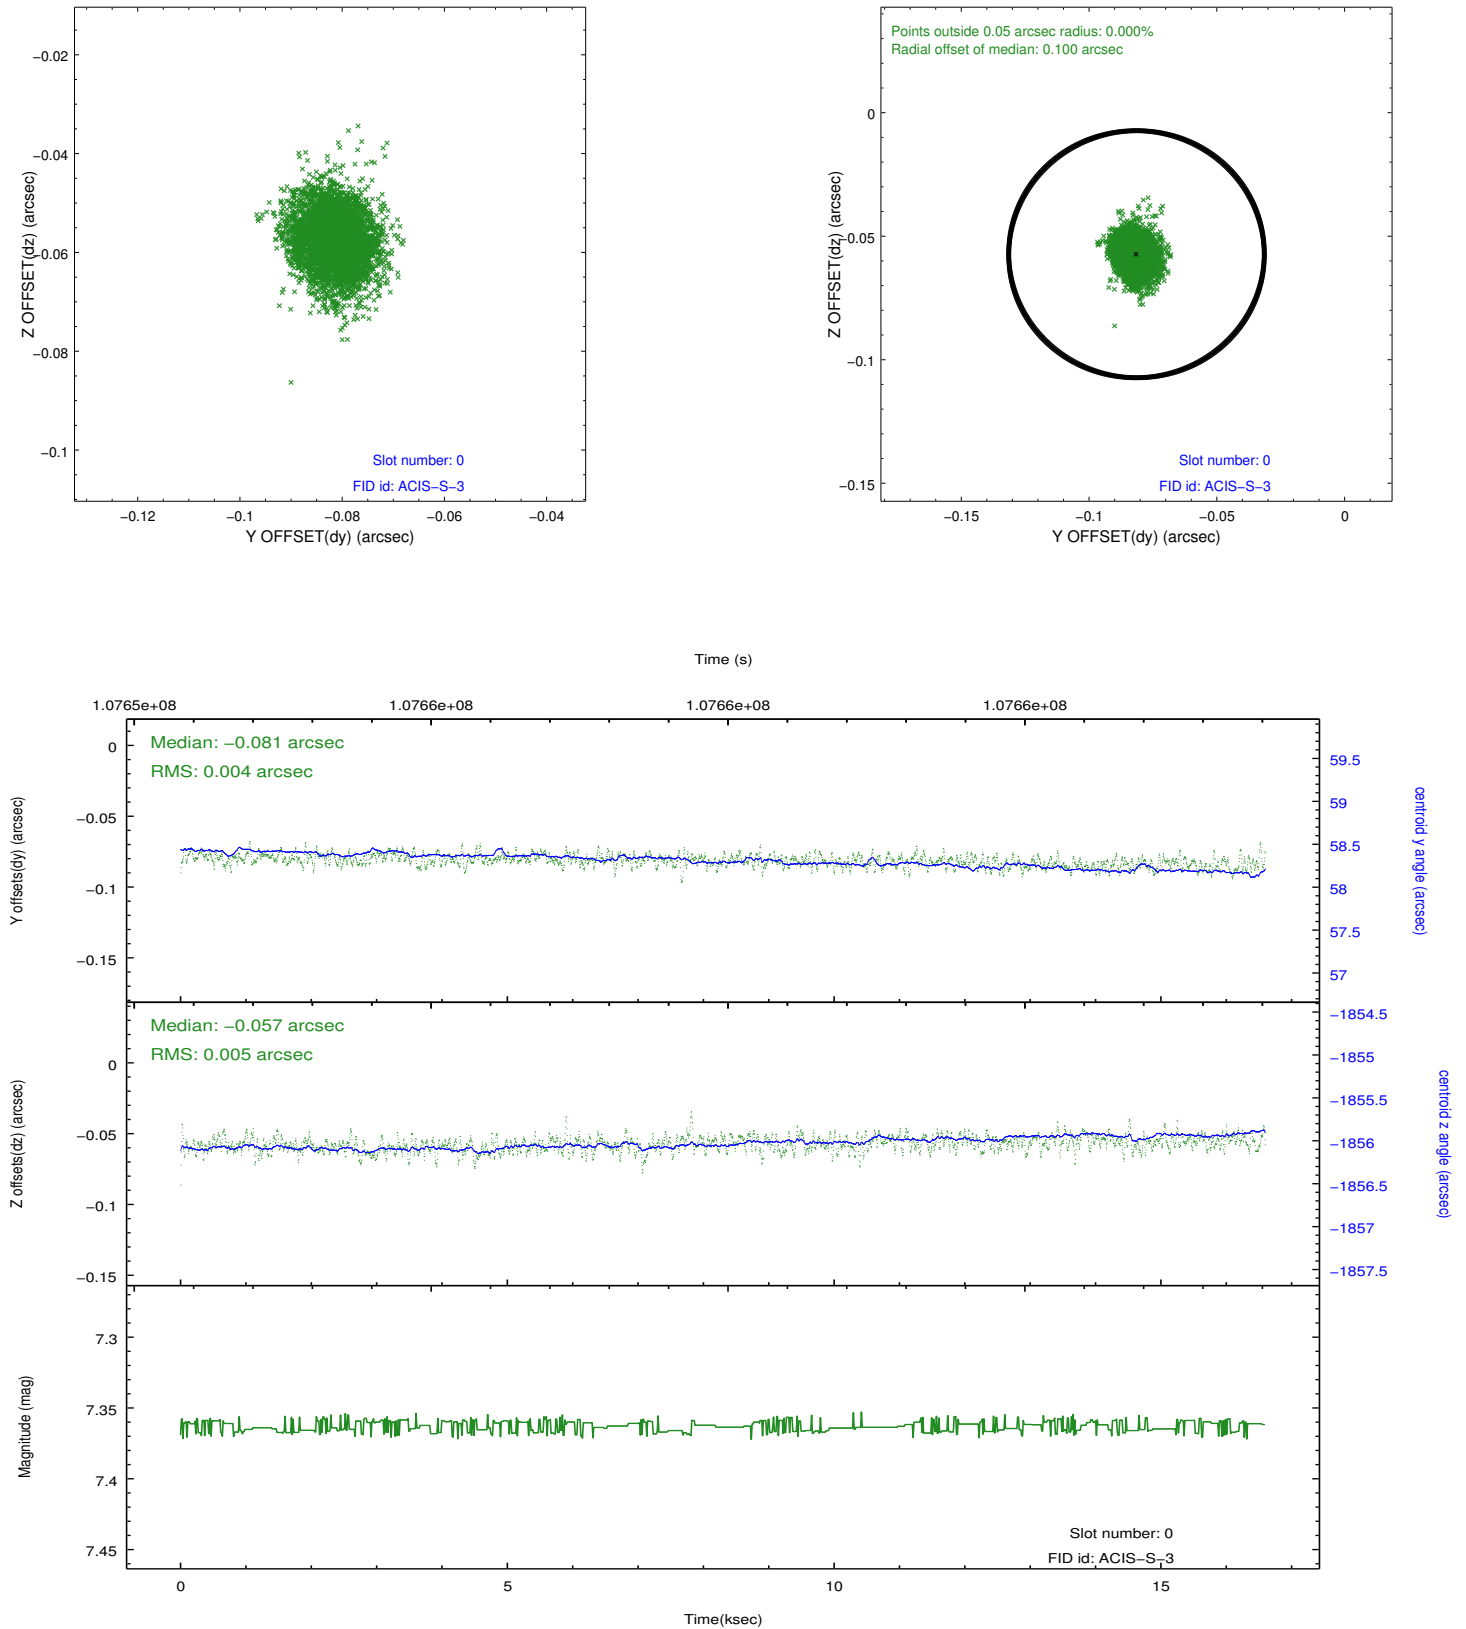 −0.02
−0.04
−0.06
−0.08
−0.1
Z OFFSET(dz) (arcsec)
Slot number: 0
FID id: ACIS−S−3
−0.12
−0.1
−0.08
−0.06
−0.04
Y OFFSET(dy) (arcsec)
Points outside 0.05 arcsec radius: 0.000%
Radial offset of median: 0.100 arcsec
0
−0.05
−0.1
−0.15
Z OFFSET(dz) (arcsec)
Slot number: 0
FID id: ACIS−S−3
−0.15
−0.1
−0.05
0
Y OFFSET(dy) (arcsec)
Time (s)
1.0765e+08
1.0766e+08
1.0766e+08
1.0766e+08
Median: −0.081 arcsec
RMS: 0.004 arcsec
0
−0.05
−0.1
−0.15
Y offsets(dy) (arcsec)
59.5
59
58.5
58
57.5
57
centroid y angle (arcsec)
Median: −0.057 arcsec
RMS: 0.005 arcsec
0
−0.05
−0.1
−0.15
Z offsets(dz) (arcsec)
−1854.5
−1855
−1855.5
−1856
−1856.5
−1857
−1857.5
centroid z angle (arcsec)
7.3
7.35
7.4
7.45
Magnitude (mag)
Slot number: 0
FID id: ACIS−S−3
0
5
10
15
Time(ksec)